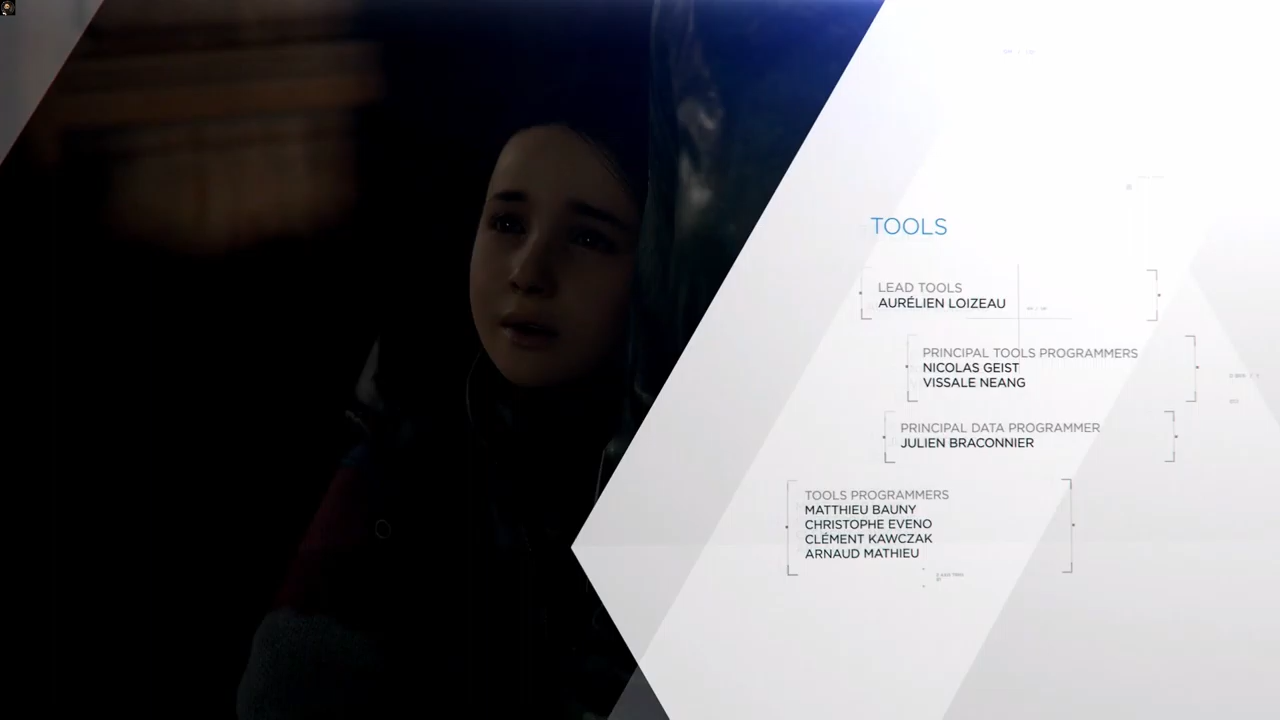 TOOLS
LEAD TOOLS
AURÉLIEN LOIZEAU
PRINCIPAL TOOLS PROGRAMMERS
NICOLAS GEIST
VISSALE NEANG
PRINCIPAL DATA PROGRAMMER
JULIEN BRACONNIER
TOOLS PROGRAMMERS
MATTHIEU BAUNY
CHRISTOPHE EVENO
CLÉMENT KAWCZAK
ARNAUD MATHIEU